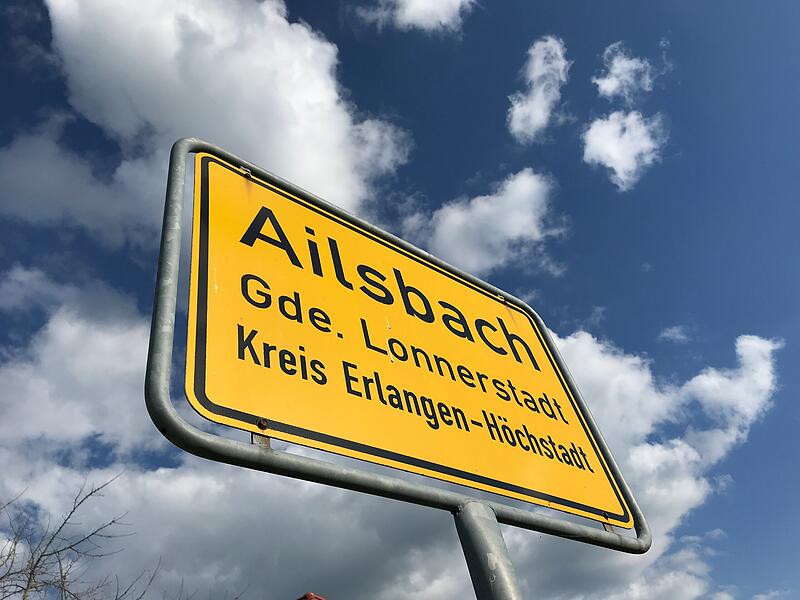 Ailsbach
Gde. Lonnerstadt
Kreis Erlangen-Höchstadt